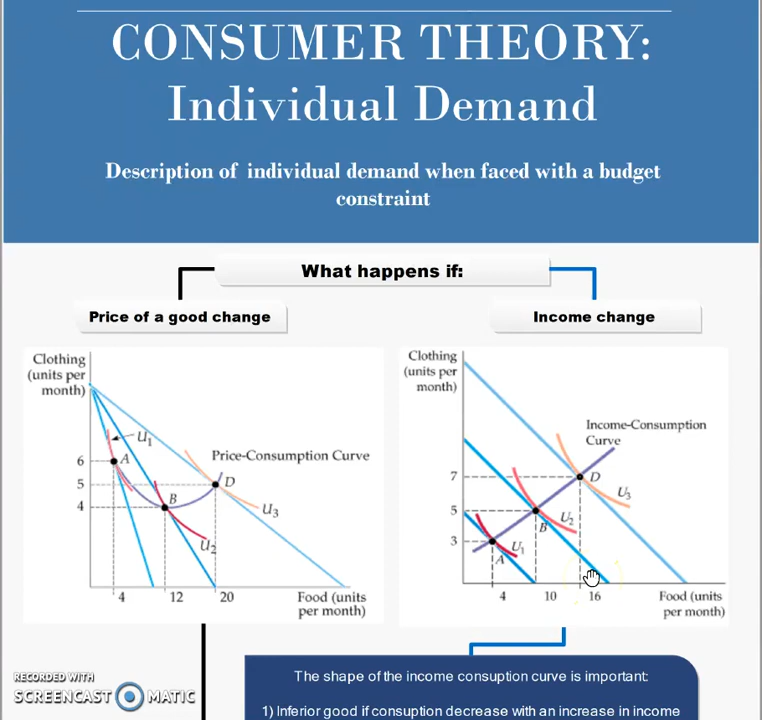 CONSUMER THEORY:
Individual Demand
Description of individual demand when faced with a budget
constraint
What happens if:
Price of a good change
Income change
Clothing
(units per
month)
6
5
4
U1
A
Price-Consumption Curve
D
B
U3
U2
4 12 20
Food (units
per month)
Clothing
(units per
month)
Income-Consumption
Curve
7
5
3
D
U3
U2
B
U1
A
4 10 16
Food (units
per month)
RECORDED WITH
SCREENCAST MATIC
The shape of the income consuption curve is important:
1) Inferior good if consuption decrease with an increase in income